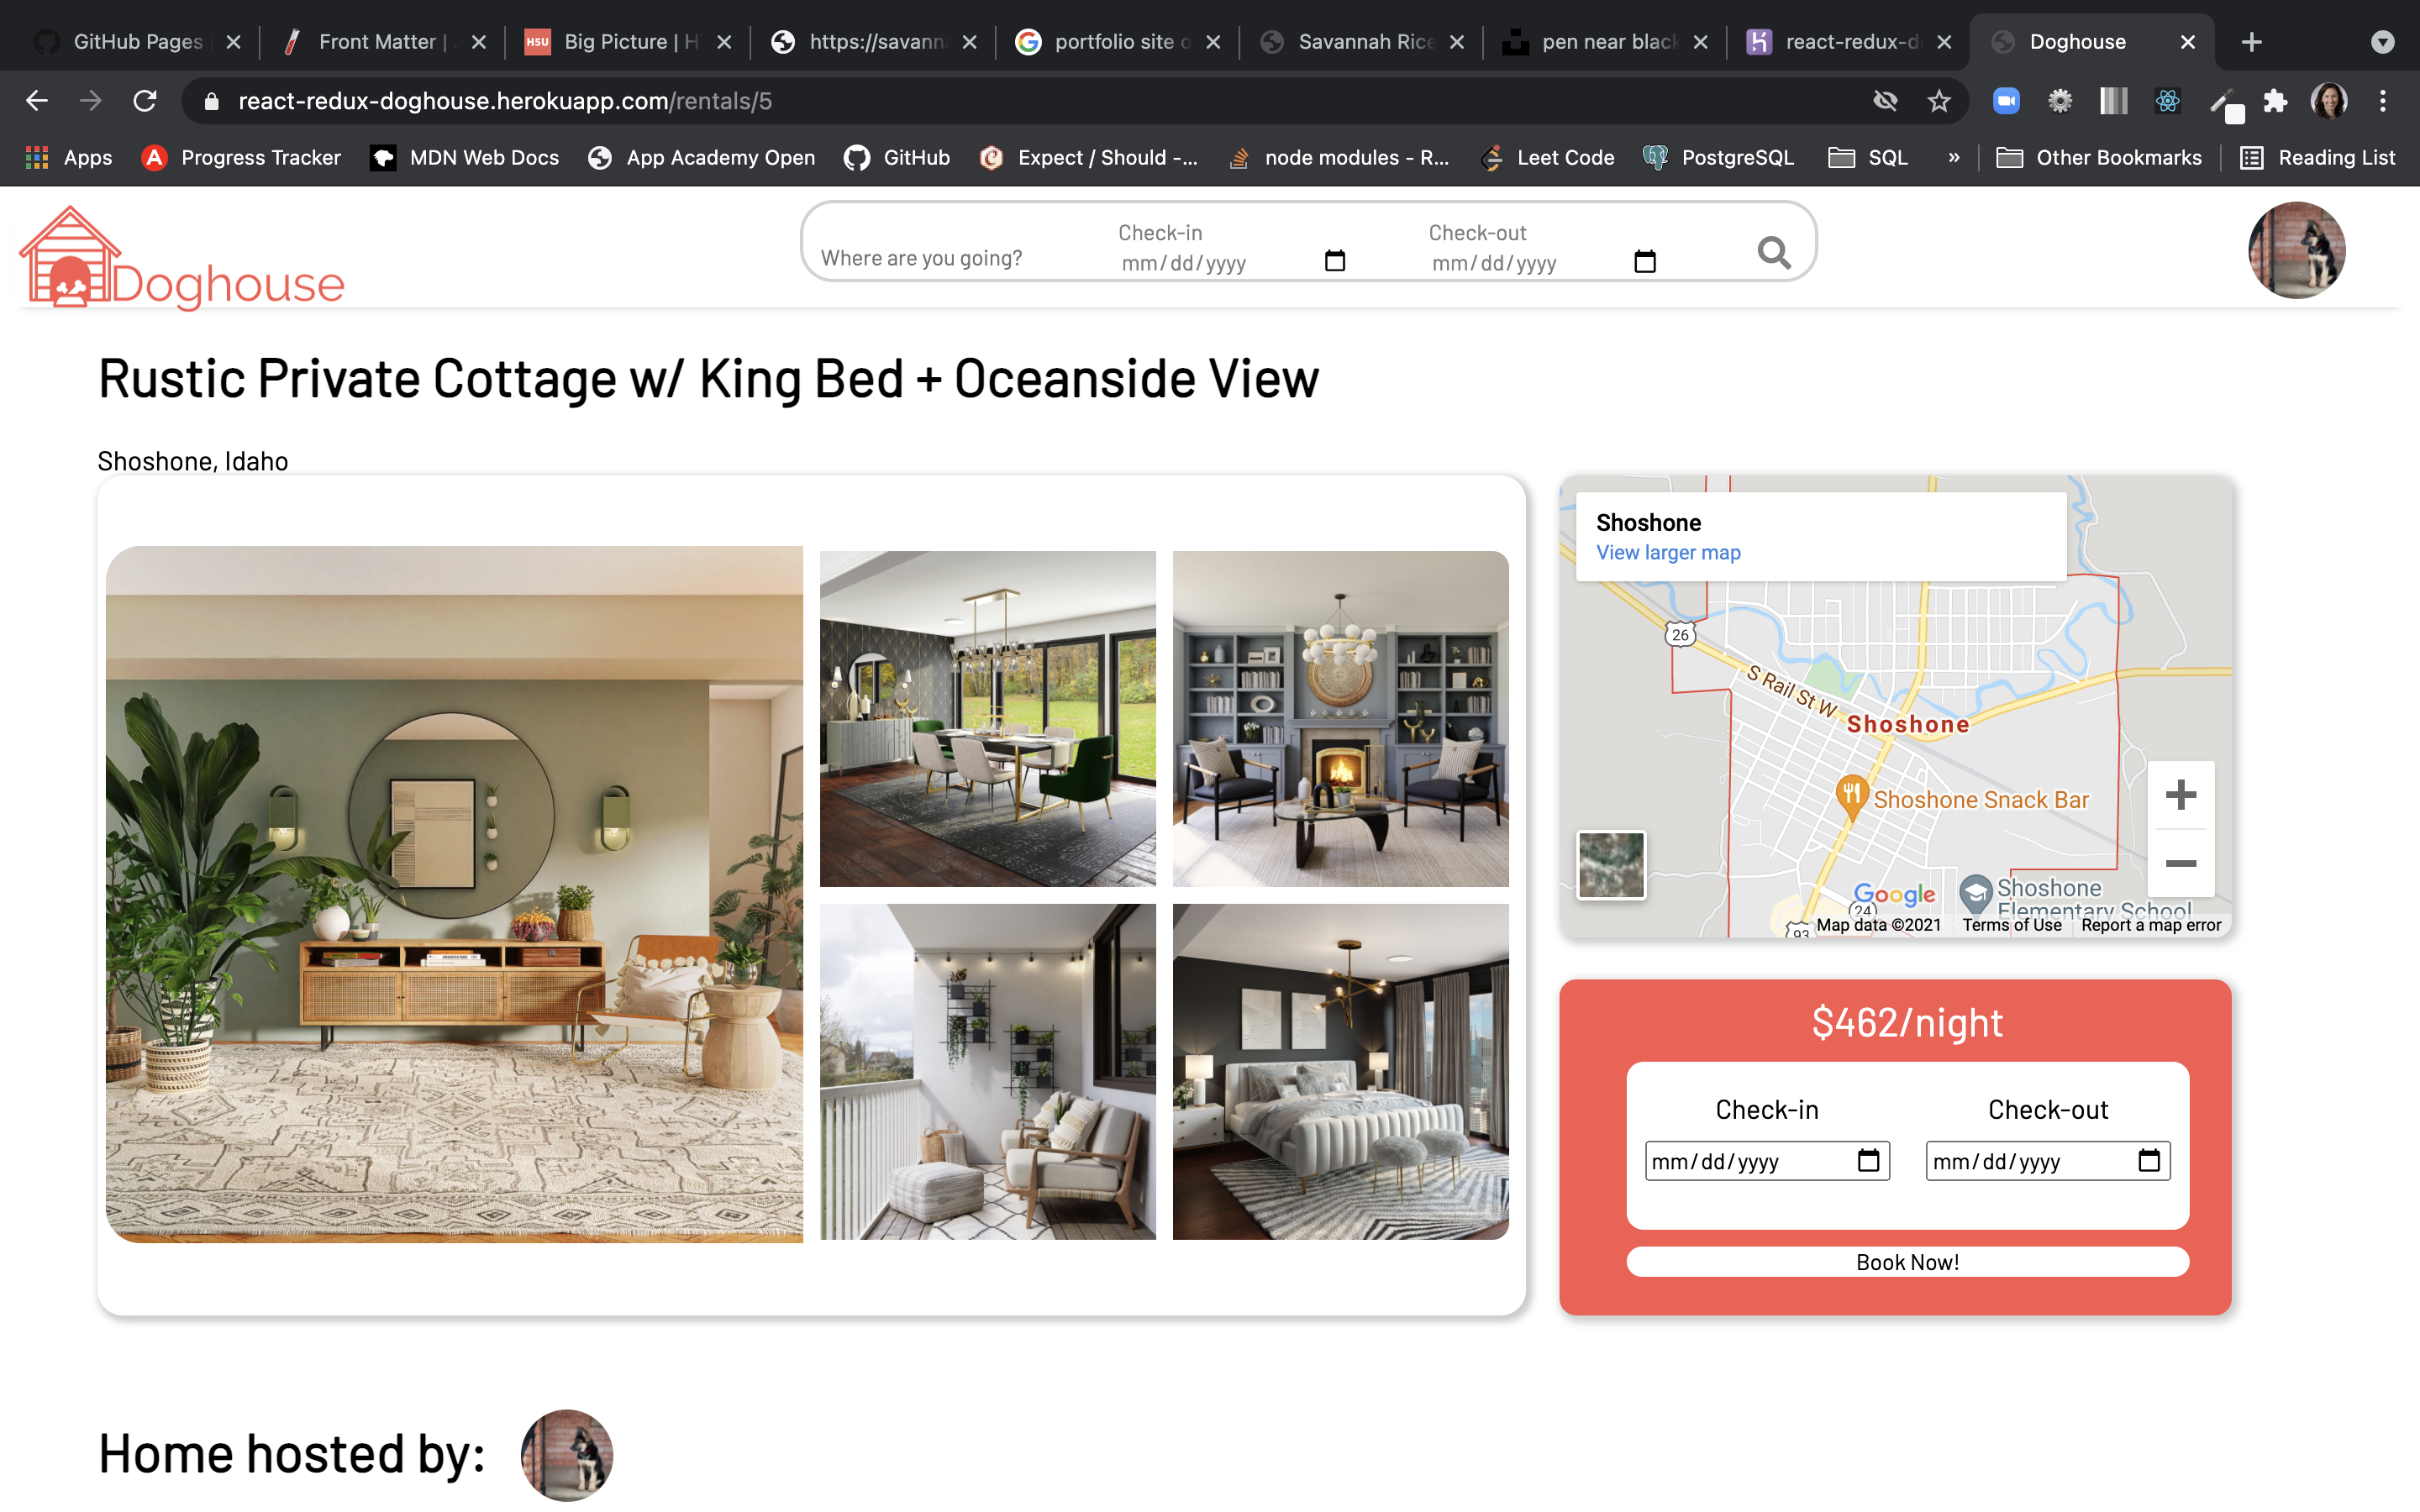 GitHub Pages
Front Matter |
H5U Big Picture | H
https://savann
portfolio site o
Savannah Rice
pen near black
react-redux-d
Doghouse
react-redux-doghouse.herokuapp.com/rentals/5
Apps
Progress Tracker
MDN Web Docs
App Academy Open
GitHub
Expect / Should -...
node modules - R...
Leet Code
PostgreSQL
SQL
»
Other Bookmarks
Reading List
Doghouse
Where are you going?
Check-in
mm/dd/yyyy
Check-out
mm/dd/yyyy
Rustic Private Cottage w/ King Bed + Oceanside View
Shoshone, Idaho
Shoshone
View larger map
26
S Rail St W
Shoshone
Shoshone Snack Bar
Google
Shoshone
Elementary School
24
93
Map data ©2021
Terms of Use
Report a map error
$462/night
Check-in
Check-out
mm/dd/yyyy
mm/dd/yyyy
Book Now!
Home hosted by: